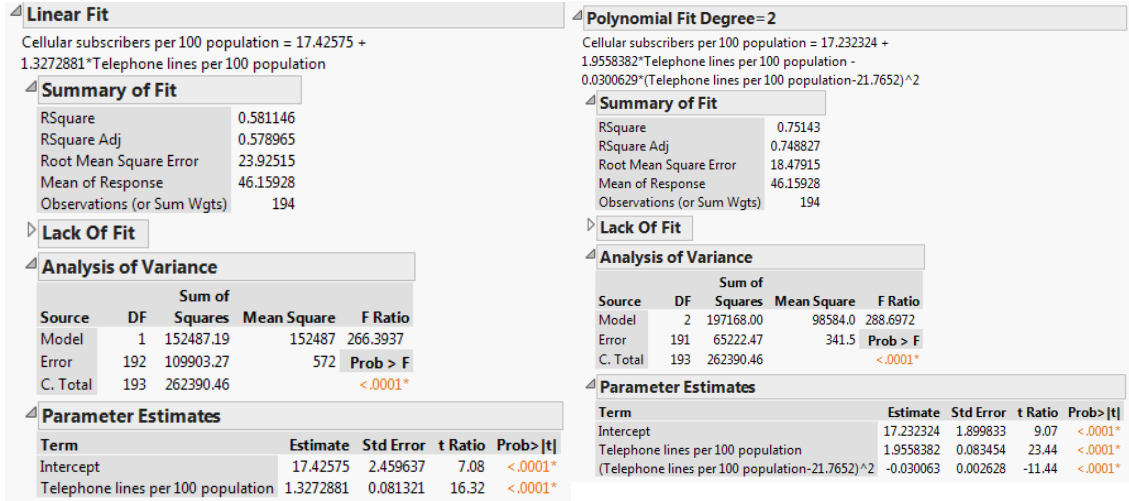 Linear Fit
Cellular subscribers per 100 population = 17.42575 +
1.3272881*Telephone lines per 100 population
Summary of Fit
RSquare 0.581146
RSquare Adj 0.578965
Root Mean Square Error 23.92515
Mean of Response 46.15928
Observations (or Sum Wgts) 194
Lack Of Fit
Analysis of Variance
Sum of
Source DF Squares Mean Square F Ratio
Model 1 152487.19 152487 266.3937
Error 192 109903.27 572 Prob > F
C. Total 193 262390.46 <.0001*
Parameter Estimates
Term Estimate Std Error t Ratio Prob>|t|
Intercept 17.42575 2.459637 7.08 <.0001*
Telephone lines per 100 population 1.3272881 0.081321 16.32 <.0001*
Polynomial Fit Degree=2
Cellular subscribers per 100 population = 17.232324 +
1.9558382*Telephone lines per 100 population -
0.0300629*(Telephone lines per 100 population-21.7652)^2
Summary of Fit
RSquare 0.75143
RSquare Adj 0.748827
Root Mean Square Error 18.47915
Mean of Response 46.15928
Observations (or Sum Wgts) 194
Lack Of Fit
Analysis of Variance
Sum of
Source DF Squares Mean Square F Ratio
Model 2 197168.00 98584.0 288.6972
Error 191 65222.47 341.5 Prob > F
C. Total 193 262390.46 <.0001*
Parameter Estimates
Term Estimate Std Error t Ratio Prob>|t|
Intercept 17.232324 1.899833 9.07 <.0001*
Telephone lines per 100 population 1.9558382 0.083454 23.44 <.0001*
(Telephone lines per 100 population-21.7652)^2 -0.030063 0.002628 -11.44 <.0001*